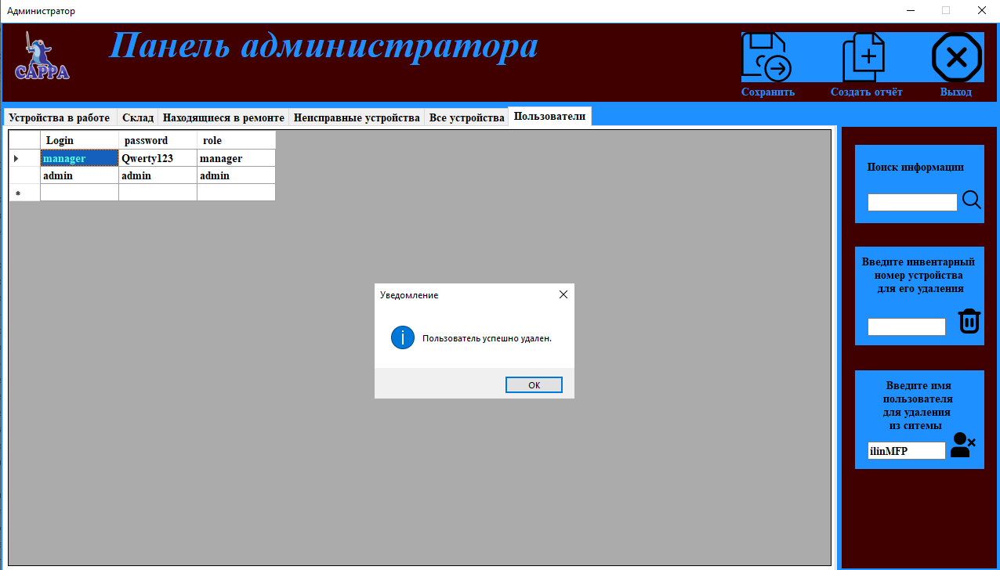 Администратор
САРРА
Панель администратора
Сохранить
Создать отчёт
Выход
Устройства в работе
Склад
Находящиеся в ремонте
Неисправные устройства
Все устройства
Пользователи
Login password role
manager Qwerty123 manager
admin admin admin
Поиск информации
Введите инвентарный
номер устройства
для его удаления
Введите имя
пользователя
для удаления
из ситемы
ilinMFP
Уведомление
Пользователь успешно удален.
ОК